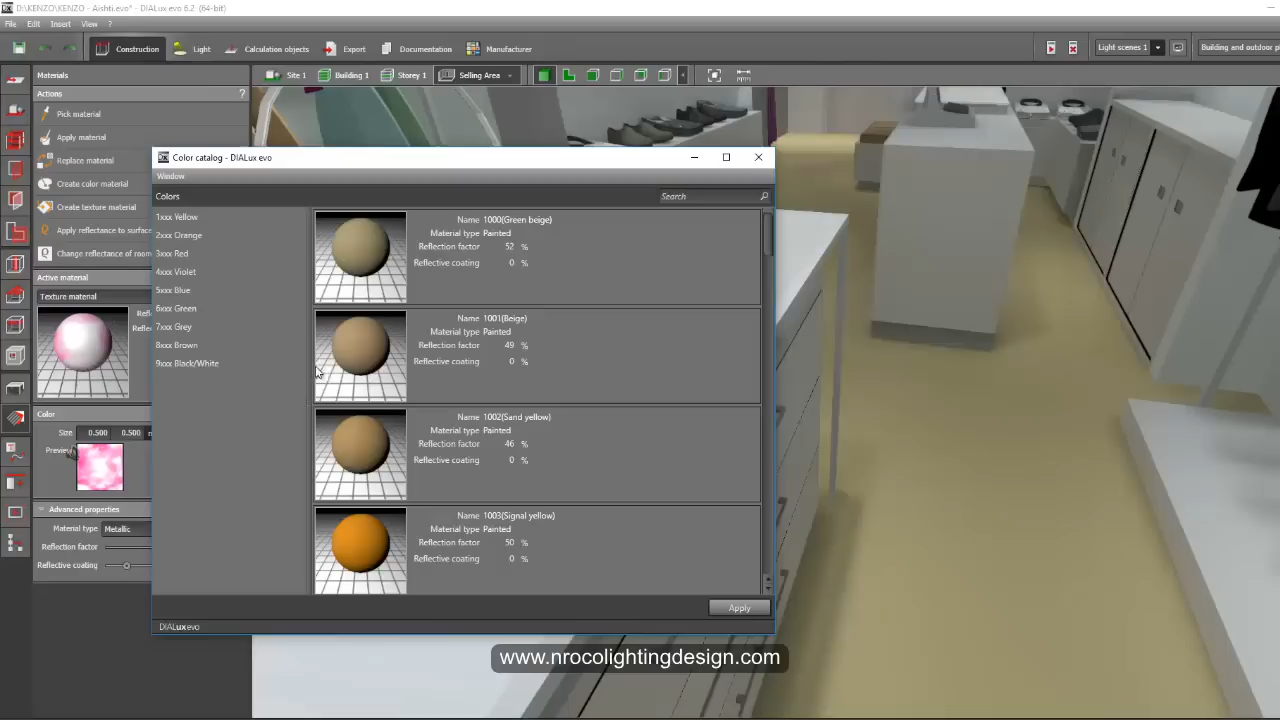 D:\KENZO\KENZO - Aishti.evo* - DIALux evo 6.2 (64-bit)
File Edit Insert View ?
Construction Light Calculation objects Export Documentation Manufacturer Light scenes 1 Building and outdoor
Materials Site 1 Building 1 Storey 1 Selling Area
Actions ?
Pick material
Apply material
Replace material
Create color material
Create texture material
Apply reflectance to surface
Change reflectance of room
Active material
Texture material
Color
Size 0.500 0.500
Preview
Advanced properties
Material type Metallic
Reflection factor
Reflective coating
Color catalog - DIALux evo
Window
Colors Search
1xxx Yellow
2xxx Orange
3xxx Red
4xxx Violet
5xxx Blue
6xxx Green
7xxx Grey
8xxx Brown
9xxx Black/White
Name 1000(Green beige)
Material type Painted
Reflection factor 52 %
Reflective coating 0 %
Name 1001(Beige)
Material type Painted
Reflection factor 49 %
Reflective coating 0 %
Name 1002(Sand yellow)
Material type Painted
Reflection factor 46 %
Reflective coating 0 %
Name 1003(Signal yellow)
Material type Painted
Reflection factor 50 %
Reflective coating 0 %
Apply
DIALux evo
www.nrocolightingdesign.com